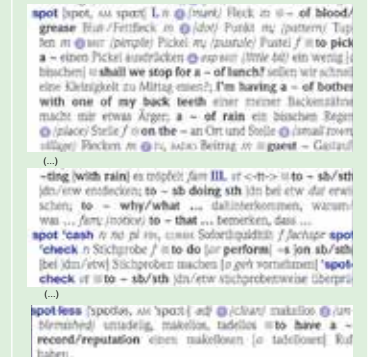 spot [spɒt, AM spɑːt] I. n ① (mark) Fleck m ■ ~ of blood/
grease Blut-/Fettfleck m ② (dot) Punkt m; (pattern) Tup-
fen m ③ BRIT (pimple) Pickel m; (pustule) Pustel f ■ to pick
a ~ einen Pickel ausdrücken ④ esp BRIT (little bit) ein wenig [o
bisschen] ■ shall we stop for a ~ of lunch? sollen wir schnell
eine Kleinigkeit zu Mittag essen?; I'm having a ~ of bother
with one of my back teeth einer meiner Backenzähne
macht mir etwas Ärger; a ~ of rain ein bisschen Regen
(place) Stelle f ■ on the ~ an Ort und Stelle (small town,
village) Flecken m TV, RADIO Beitrag m ■ guest ~ Gastauf
(...)
~ting [with rain] es tröpfelt fam III. vt <-tt-> ■ to ~ sb/sth
jdn/etw entdecken; to ~ sb doing sth jdn bei etw dat erwi
schen; to ~ why/what ... dahinterkommen, warum/
was ... fam; (notice) to ~ that ... bemerken, dass ...
spot 'cash n no pl FIN, COMM Sofortliquidität f fachspr spot
'check n Stichprobe f ■ to do [or perform] ~s [on sb/sth]
[bei jdm/etw] Stichproben machen [o geh vornehmen] 'spot-
check vt ■ to ~ sb/sth jdn/etw stichprobenweise überprü
(...)
spotless [spɒtləs, AM 'spɑːt-] adj ① (clean) makellos ② (un-
blemished) untadelig, makellos, tadellos ■ to have a ~
record/reputation einen makellosen [o tadellosen] Ruf
haben